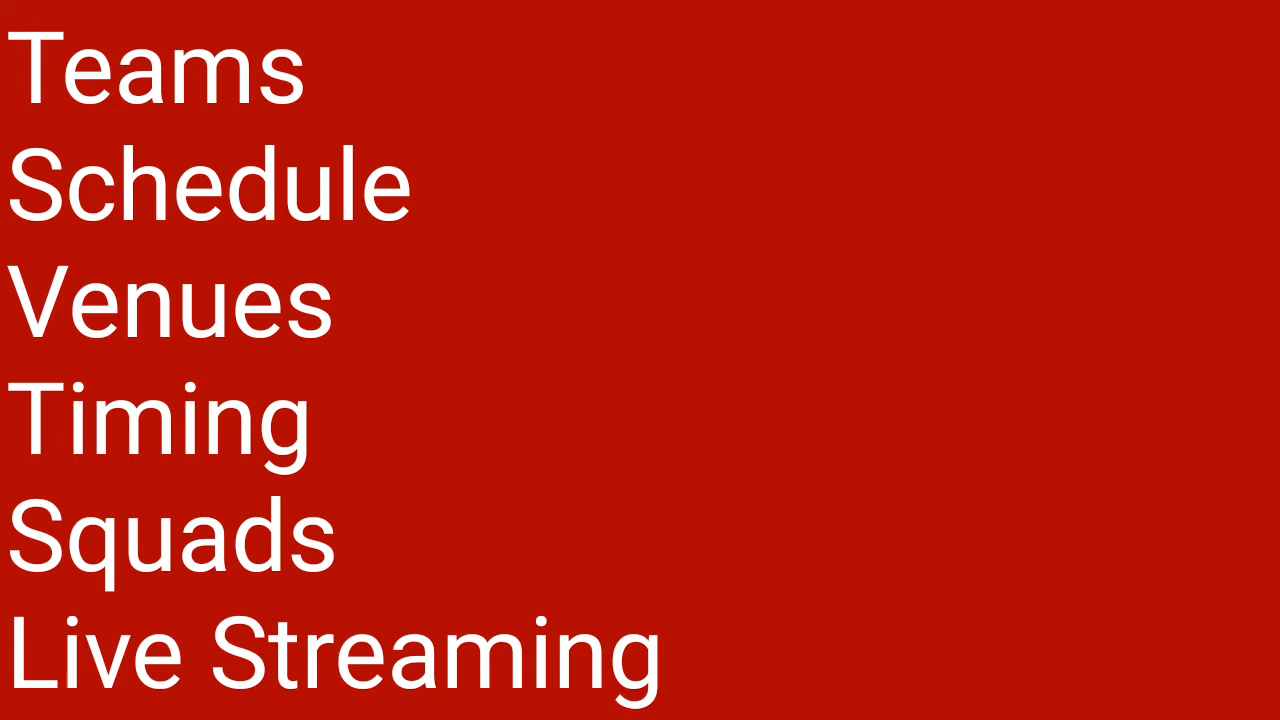 Teams
Schedule
Venues
Timing
Squads
Live Streaming